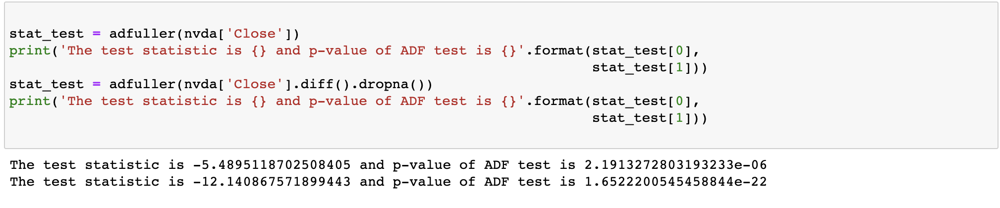 stat_test = adfuller(nvda['Close'])
print('The test statistic is {} and p-value of ADF test is {}'.format(stat_test[0],
stat_test[1]))
stat_test = adfuller(nvda['Close'].diff().dropna())
print('The test statistic is {} and p-value of ADF test is {}'.format(stat_test[0],
stat_test[1]))
The test statistic is -5.4895118702508405 and p-value of ADF test is 2.1913272803193233e-06
The test statistic is -12.140867571899443 and p-value of ADF test is 1.6522200545458844e-22